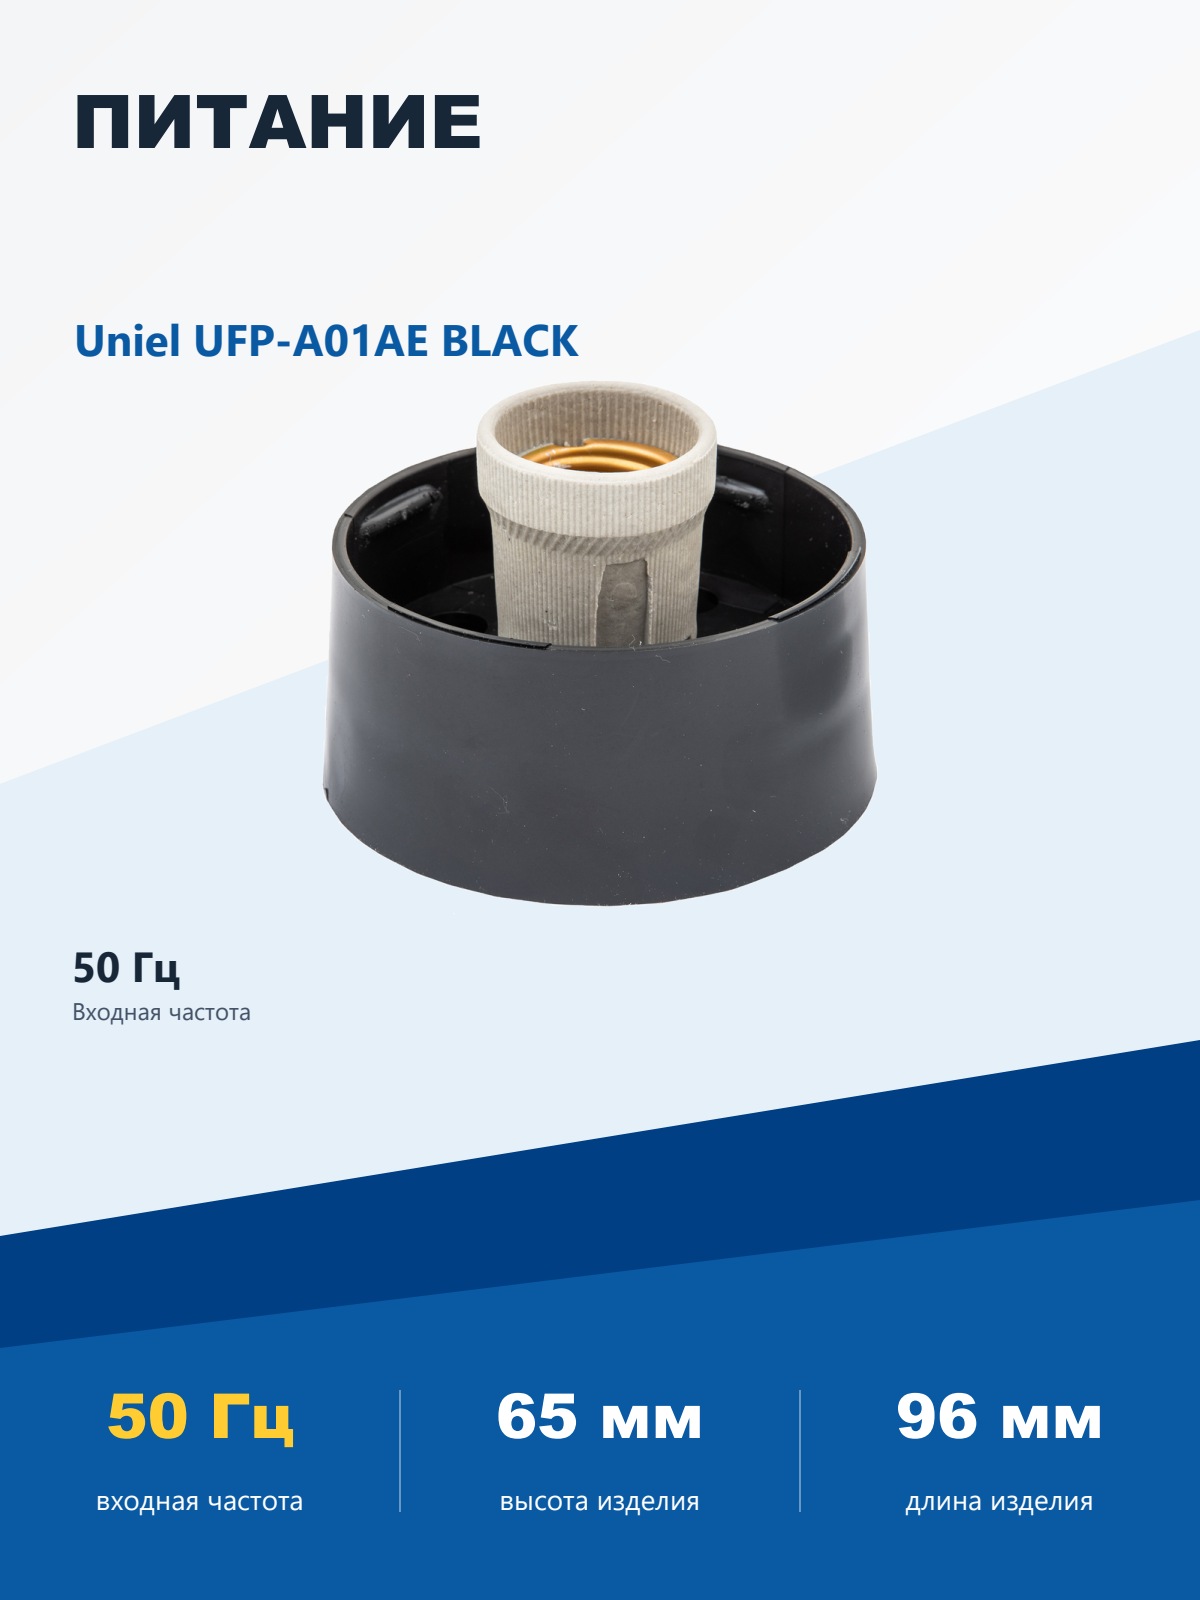 ПИТАНИЕ
Uniel UFP-A01AE BLACK
50 Гц
Входная частота
50 Гц
входная частота
65 мм
высота изделия
96 мм
длина изделия